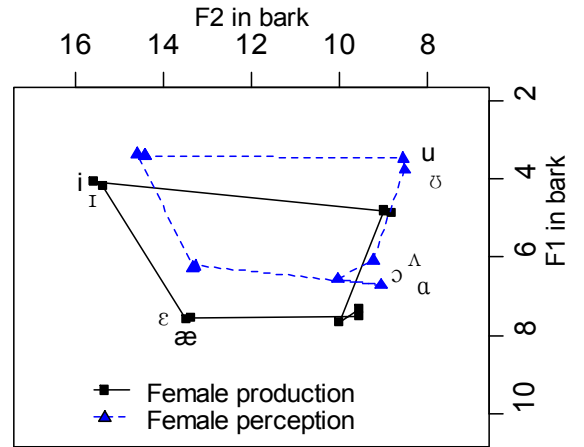 F2 in bark
16 14 12 10 8
2
4
6
8
10
F1 in bark
u
i
ʊ
ɪ
ʌ
ɔ
ɑ
ɛ
æ
Female production
Female perception